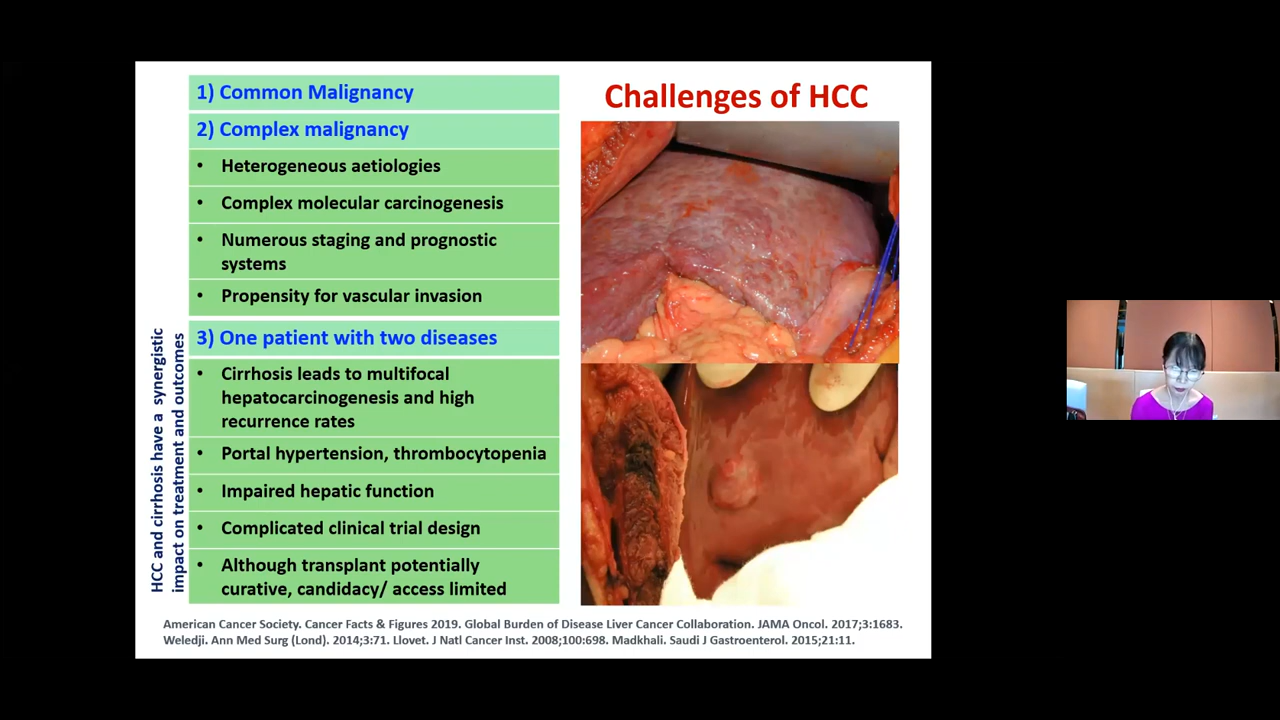 Challenges of HCC
1) Common Malignancy
2) Complex malignancy
• Heterogeneous aetiologies
• Complex molecular carcinogenesis
• Numerous staging and prognostic
systems
• Propensity for vascular invasion
3) One patient with two diseases
• Cirrhosis leads to multifocal
hepatocarcinogenesis and high
recurrence rates
• Portal hypertension, thrombocytopenia
• Impaired hepatic function
• Complicated clinical trial design
• Although transplant potentially
curative, candidacy/ access limited
HCC and cirrhosis have a synergistic
impact on treatment and outcomes
American Cancer Society. Cancer Facts & Figures 2019. Global Burden of Disease Liver Cancer Collaboration. JAMA Oncol. 2017;3:1683.
Weledji. Ann Med Surg (Lond). 2014;3:71. Llovet. J Natl Cancer Inst. 2008;100:698. Madkhali. Saudi J Gastroenterol. 2015;21:11.